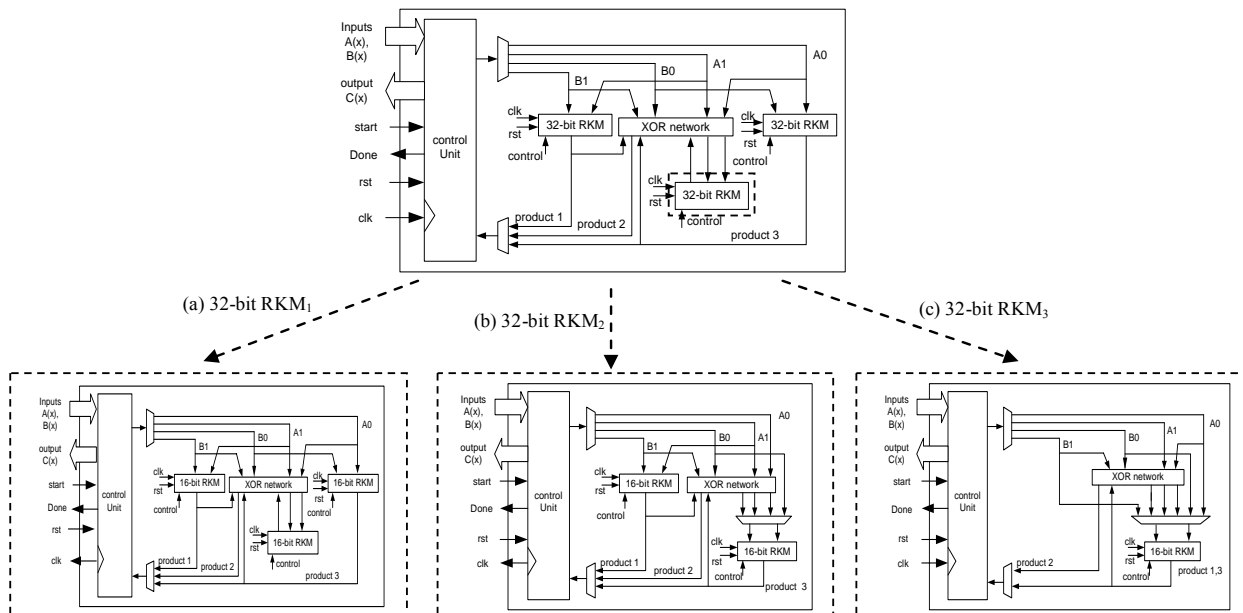 Inputs
A(x),
B(x)
output
C(x)
start
Done
rst
clk
control
Unit
A0
A1
B0
B1
clk
rst
32-bit RKM
control
XOR network
clk
rst
32-bit RKM
control
clk
rst
32-bit RKM
control
product 1
product 2
product 3
(a) 32-bit RKM₁
(b) 32-bit RKM₂
(c) 32-bit RKM₃
Inputs
A(x),
B(x)
output
C(x)
start
Done
rst
clk
control
Unit
A0
A1
B0
B1
clk
rst
16-bit RKM
control
XOR network
clk
rst
16-bit RKM
control
clk
rst
16-bit RKM
control
product 1
product 2
product 3
Inputs
A(x),
B(x)
output
C(x)
start
Done
rst
clk
control
Unit
A0
A1
B0
B1
clk
rst
16-bit RKM
control
XOR network
clk
rst
16-bit RKM
control
product 1
product 2
product 3
Inputs
A(x),
B(x)
output
C(x)
start
Done
rst
clk
control
Unit
A0
A1
B0
B1
XOR network
clk
rst
16-bit RKM
control
product 2
product 1,3